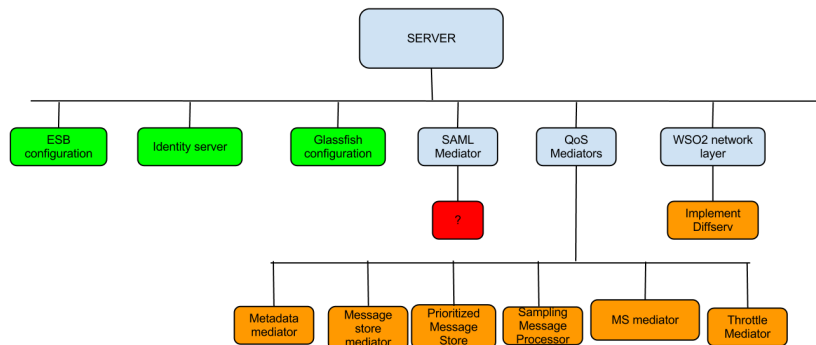 SERVER
ESB
configuration
Identity server
Glassfish
configuration
SAML
Mediator
QoS
Mediators
WSO2 network
layer
?
Implement
Diffserv
Metadata
mediator
Message
store
mediator
Prioritized
Message
Store
Sampling
Message
Processor
MS mediator
Throttle
Mediator